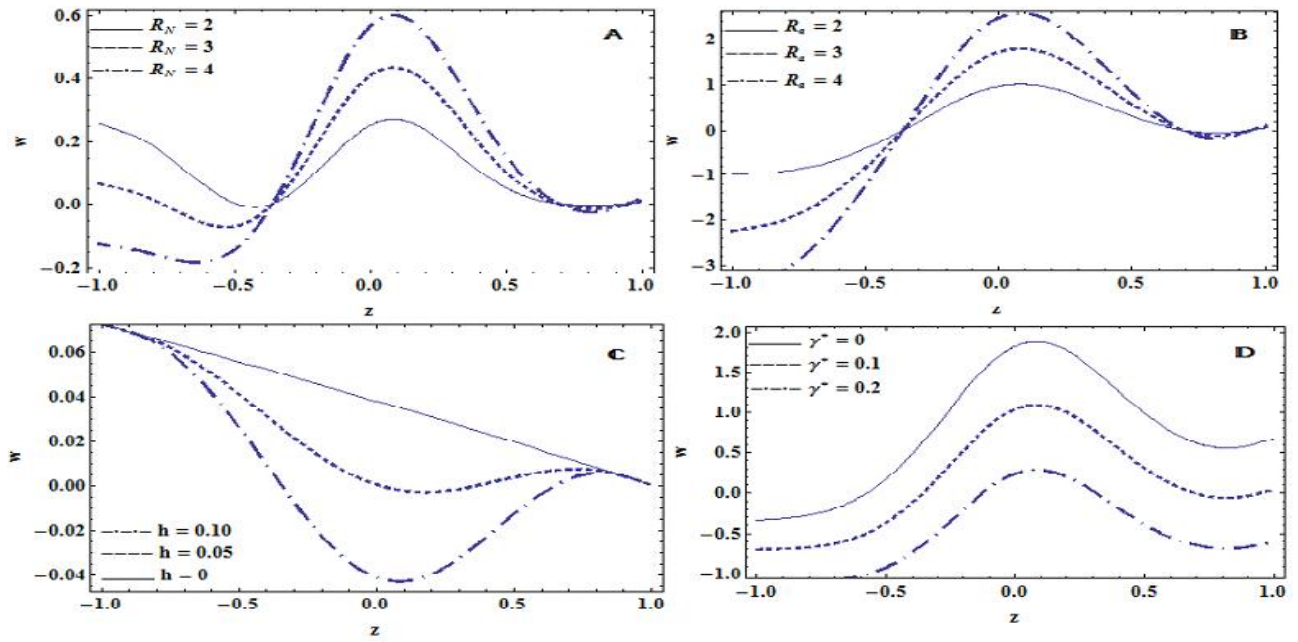 R_N = 2
R_N = 3
R_N = 4
A
0.6
0.4
0.2
0.0
−0.2
w
−1.0 −0.5 0.0 0.5 1.0
z
R_a = 2
R_a = 3
R_a = 4
B
2
1
0
−1
−2
−3
w
−1.0 −0.5 0.0 0.5 1.0
z
C
0.06
0.04
0.02
0.00
−0.02
−0.04
w
h = 0.10
h = 0.05
h = 0
−1.0 −0.5 0.0 0.5 1.0
z
γ* = 0
γ* = 0.1
γ* = 0.2
D
2.0
1.5
1.0
0.5
0.0
−0.5
−1.0
w
−1.0 −0.5 0.0 0.5 1.0
z